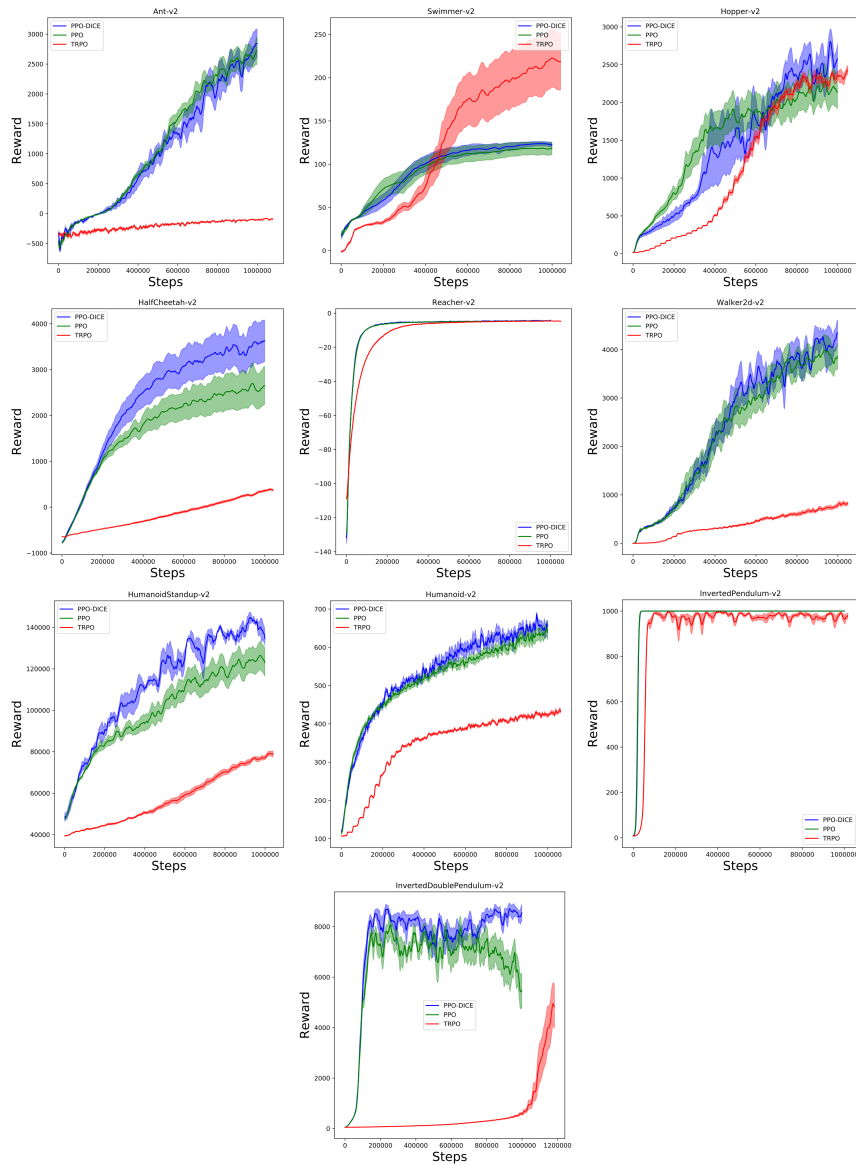 Ant-v2
PPO-DICE
PPO
TRPO
3000
2500
2000
1500
1000
500
0
−500
Reward
0 200000 400000 600000 800000 1000000
Steps
Swimmer-v2
PPO-DICE
PPO
TRPO
250
200
150
100
50
0
Reward
0 200000 400000 600000 800000 1000000
Steps
Hopper-v2
PPO-DICE
PPO
TRPO
3000
2500
2000
1500
1000
500
0
Reward
0 200000 400000 600000 800000 1000000
Steps
HalfCheetah-v2
PPO-DICE
PPO
TRPO
4000
3000
2000
1000
0
−1000
Reward
0 200000 400000 600000 800000 1000000
Steps
Reacher-v2
0
−20
−40
−60
−80
−100
−120
−140
Reward
PPO-DICE
PPO
TRPO
0 200000 400000 600000 800000 1000000
Steps
Walker2d-v2
PPO-DICE
PPO
TRPO
4000
3000
2000
1000
0
Reward
0 200000 400000 600000 800000 1000000
Steps
HumanoidStandup-v2
PPO-DICE
PPO
TRPO
140000
120000
100000
80000
60000
40000
Reward
0 200000 400000 600000 800000 1000000
Steps
Humanoid-v2
PPO-DICE
PPO
TRPO
700
600
500
400
300
200
100
Reward
0 200000 400000 600000 800000 1000000
Steps
InvertedPendulum-v2
1000
800
600
400
200
0
Reward
PPO-DICE
PPO
TRPO
0 200000 400000 600000 800000 1000000
Steps
InvertedDoublePendulum-v2
8000
6000
4000
2000
0
Reward
PPO-DICE
PPO
TRPO
0 200000 400000 600000 800000 1000000 1200000
Steps